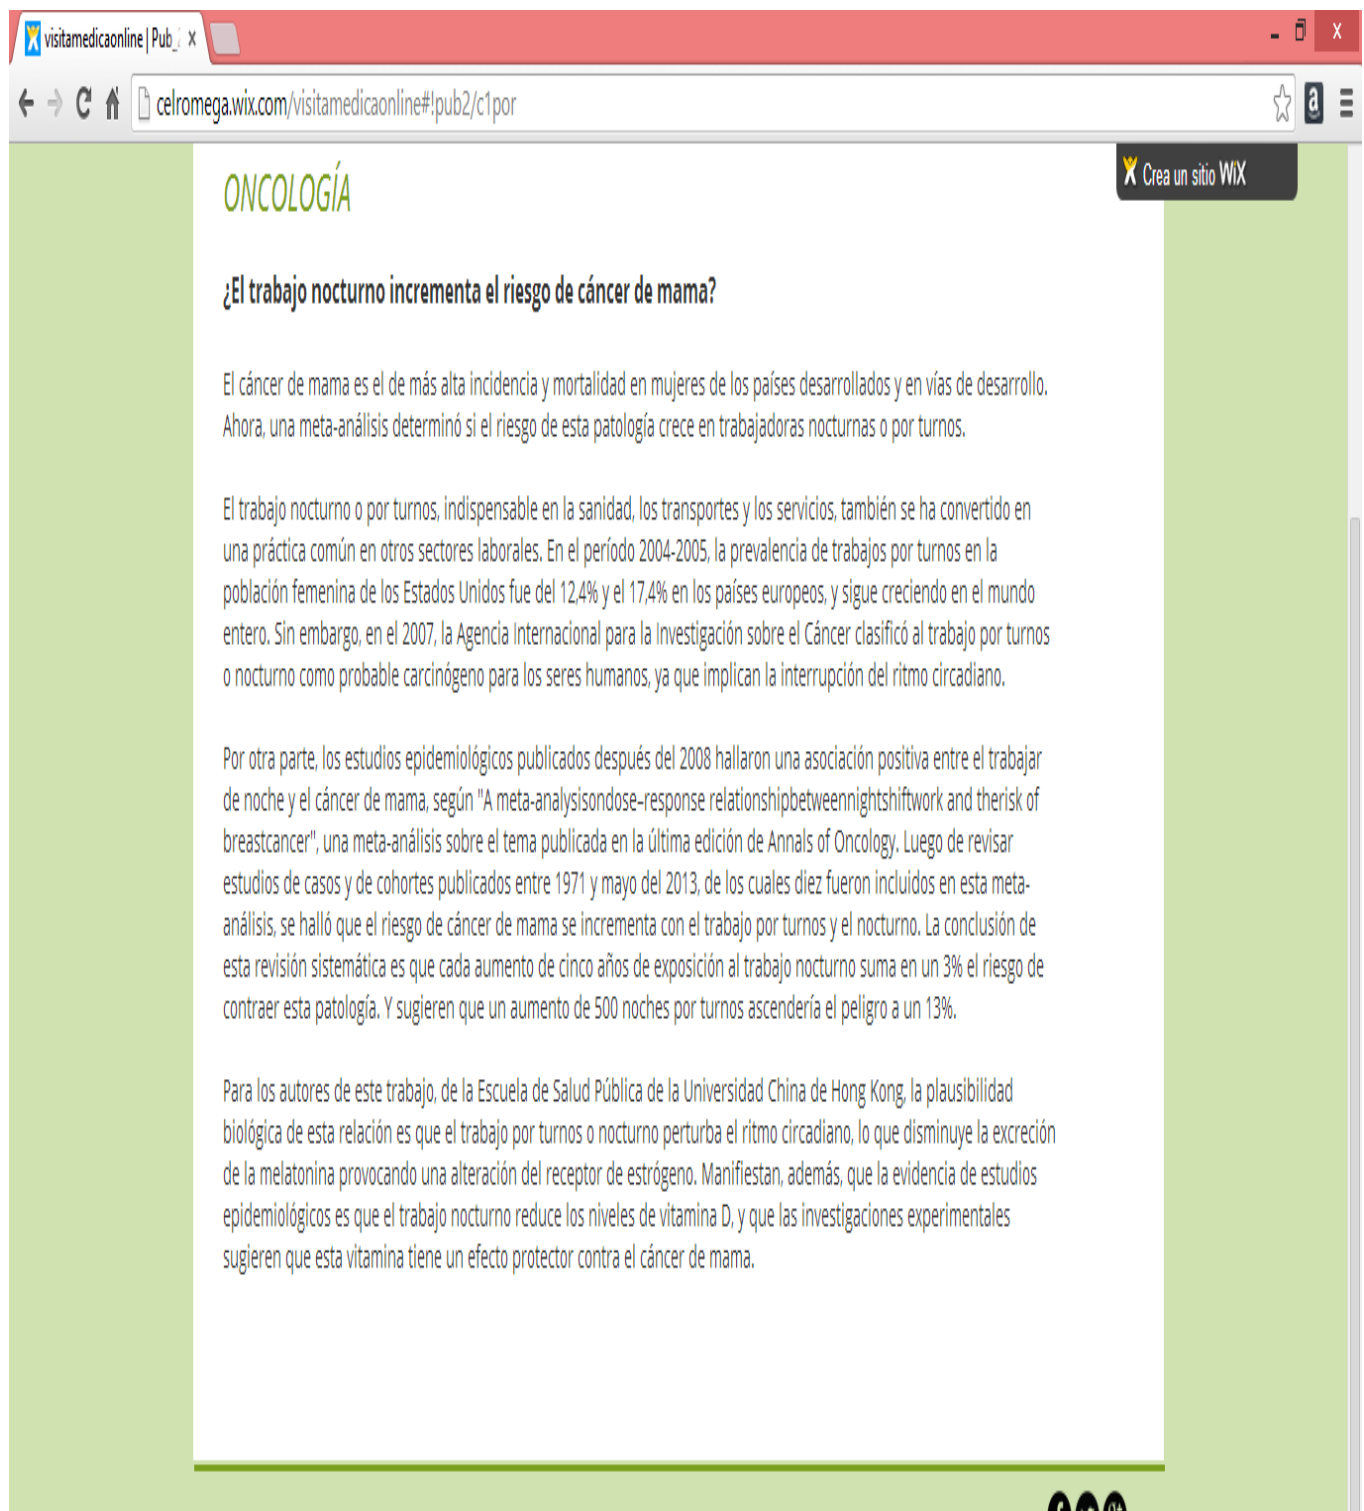 visitamedicaonline | Pub_
celromega.wix.com/visitamedicaonline#!pub2/c1por
Crea un sitio WiX
ONCOLOGÍA
¿El trabajo nocturno incrementa el riesgo de cáncer de mama?
El cáncer de mama es el de más alta incidencia y mortalidad en mujeres de los países desarrollados y en vías de desarrollo.
Ahora, una meta-análisis determinó si el riesgo de esta patología crece en trabajadoras nocturnas o por turnos.
El trabajo nocturno o por turnos, indispensable en la sanidad, los transportes y los servicios, también se ha convertido en
una práctica común en otros sectores laborales. En el período 2004-2005, la prevalencia de trabajos por turnos en la
población femenina de los Estados Unidos fue del 12,4% y el 17,4% en los países europeos, y sigue creciendo en el mundo
entero. Sin embargo, en el 2007, la Agencia Internacional para la Investigación sobre el Cáncer clasificó al trabajo por turnos
o nocturno como probable carcinógeno para los seres humanos, ya que implican la interrupción del ritmo circadiano.
Por otra parte, los estudios epidemiológicos publicados después del 2008 hallaron una asociación positiva entre el trabajar
de noche y el cáncer de mama, según "A meta-analysisondose–response relationshipbetweennightshiftwork and therisk of
breastcancer", una meta-análisis sobre el tema publicada en la última edición de Annals of Oncology. Luego de revisar
estudios de casos y de cohortes publicados entre 1971 y mayo del 2013, de los cuales diez fueron incluidos en esta meta-
análisis, se halló que el riesgo de cáncer de mama se incrementa con el trabajo por turnos y el nocturno. La conclusión de
esta revisión sistemática es que cada aumento de cinco años de exposición al trabajo nocturno suma en un 3% el riesgo de
contraer esta patología. Y sugieren que un aumento de 500 noches por turnos ascendería el peligro a un 13%.
Para los autores de este trabajo, de la Escuela de Salud Pública de la Universidad China de Hong Kong, la plausibilidad
biológica de esta relación es que el trabajo por turnos o nocturno perturba el ritmo circadiano, lo que disminuye la excreción
de la melatonina provocando una alteración del receptor de estrógeno. Manifiestan, además, que la evidencia de estudios
epidemiológicos es que el trabajo nocturno reduce los niveles de vitamina D, y que las investigaciones experimentales
sugieren que esta vitamina tiene un efecto protector contra el cáncer de mama.